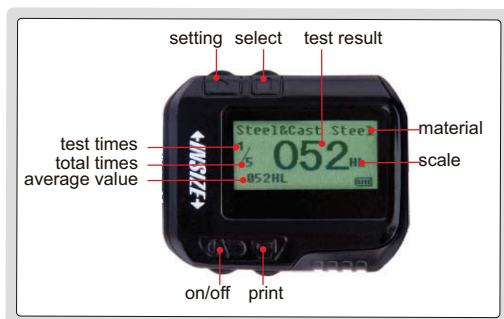 setting select test result
Steel&Cast Steel
material
test times
1/5
052
HL
scale
total times
average value
052HL
INSIZE
on/off print